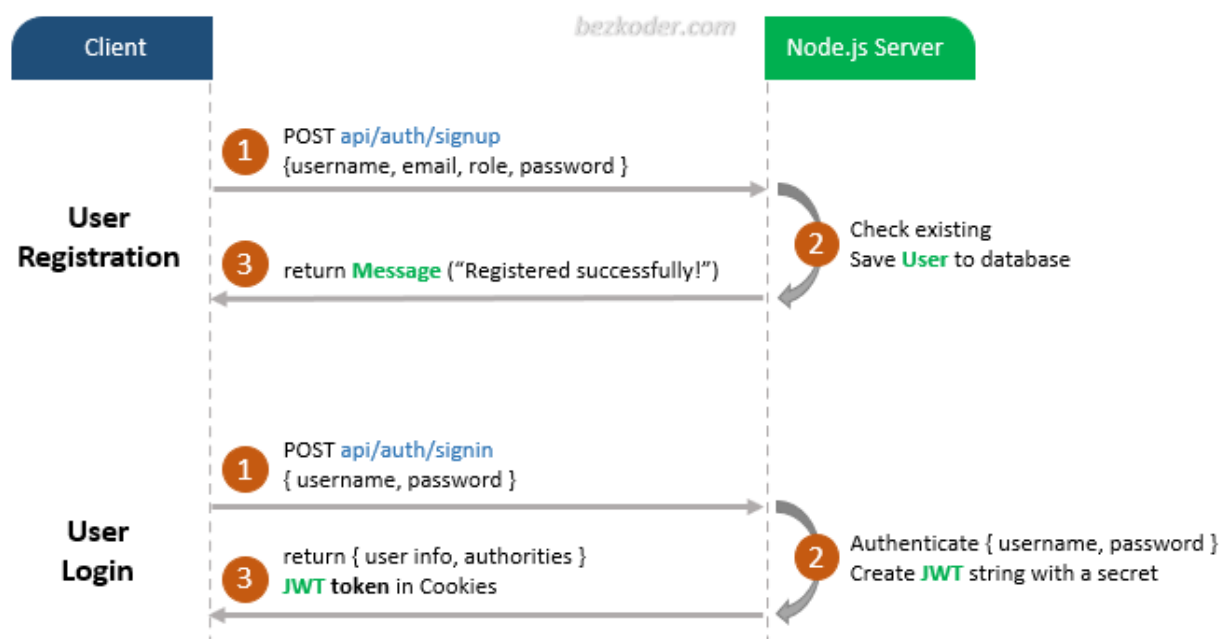 bezkoder.com
Client
Node.js Server
1
POST api/auth/signup
{username, email, role, password }
User
Registration
2
Check existing
Save User to database
3
return Message (“Registered successfully!”)
1
POST api/auth/signin
{ username, password }
User
Login
2
Authenticate { username, password }
Create JWT string with a secret
3
return { user info, authorities }
JWT token in Cookies